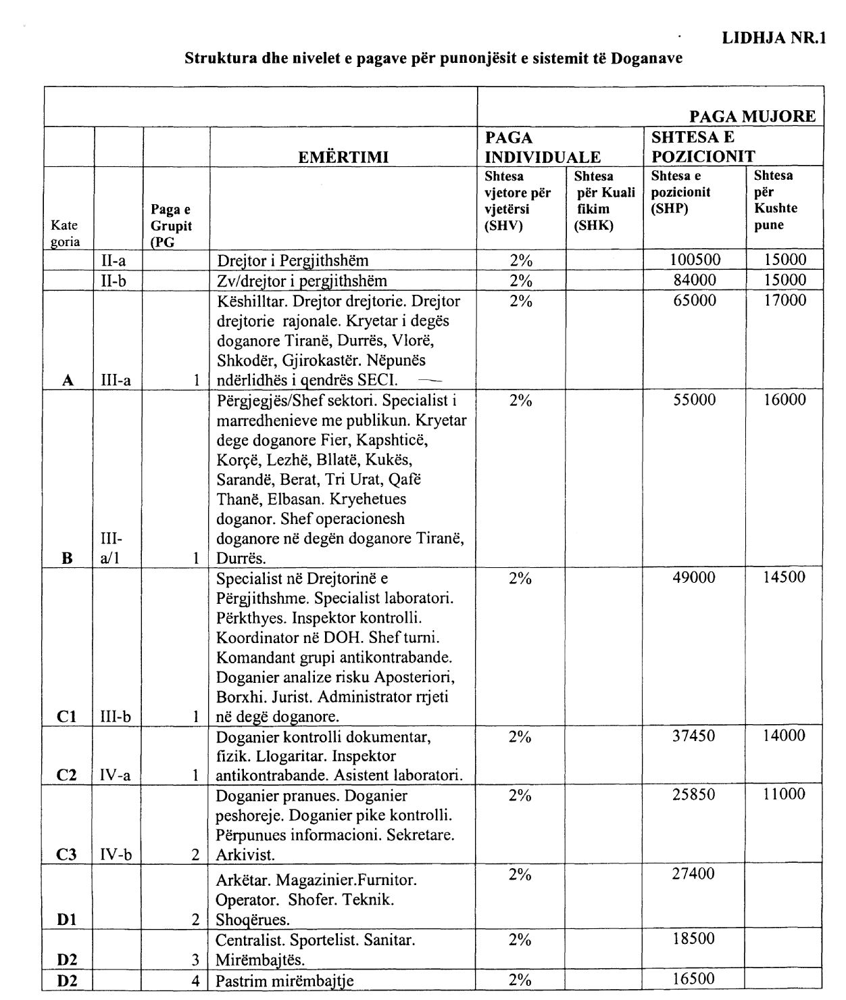 LIDHJA NR.1
Struktura dhe nivelet e pagave për punonjësit e sistemit të Doganave
PAGA MUJORE
EMËRTIMI
PAGA
INDIVIDUALE
SHTESA E
POZICIONIT
Kate
goria
Paga e
Grupit
(PG
Shtesa
vjetore për
vjetërsi
(SHV)
Shtesa
për Kuali
fikim
(SHK)
Shtesa e
pozicionit
(SHP)
Shtesa
për
Kushte
pune
II-a Drejtor i Pergjithshëm 2% 100500 15000
II-b Zv/drejtor i pergjithshëm 2% 84000 15000
Këshilltar. Drejtor drejtorie. Drejtor 2% 65000 17000
drejtorie rajonale. Kryetar i degës
doganore Tiranë, Durrës, Vlorë,
Shkodër, Gjirokastër. Nëpunës
A III-a 1 ndërlidhës i qendrës SECI.
Përgjegjës/Shef sektori. Specialist i 2% 55000 16000
marredhenieve me publikun. Kryetar
dege doganore Fier, Kapshticë,
Korçë, Lezhë, Bllatë, Kukës,
Sarandë, Berat, Tri Urat, Qafë
Thanë, Elbasan. Kryehetues
doganor. Shef operacionesh
III- doganore në degën doganore Tiranë,
B a/1 1 Durrës.
Specialist në Drejtorinë e 2% 49000 14500
Përgjithshme. Specialist laboratori.
Përkthyes. Inspektor kontrolli.
Koordinator në DOH. Shef turni.
Komandant grupi antikontrabande.
Doganier analize risku Aposteriori,
Borxhi. Jurist. Administrator rrjeti
C1 III-b 1 në degë doganore.
Doganier kontrolli dokumentar, 2% 37450 14000
fizik. Llogaritar. Inspektor
C2 IV-a 1 antikontrabande. Asistent laboratori.
Doganier pranues. Doganier 2% 25850 11000
peshoreje. Doganier pike kontrolli.
Përpunues informacioni. Sekretare.
C3 IV-b 2 Arkivist.
Arkëtar. Magazinier.Furnitor. 2% 27400
Operator. Shofer. Teknik.
D1 2 Shoqërues.
Centralist. Sportelist. Sanitar. 2% 18500
D2 3 Mirëmbajtës.
D2 4 Pastrim mirëmbajtje 2% 16500